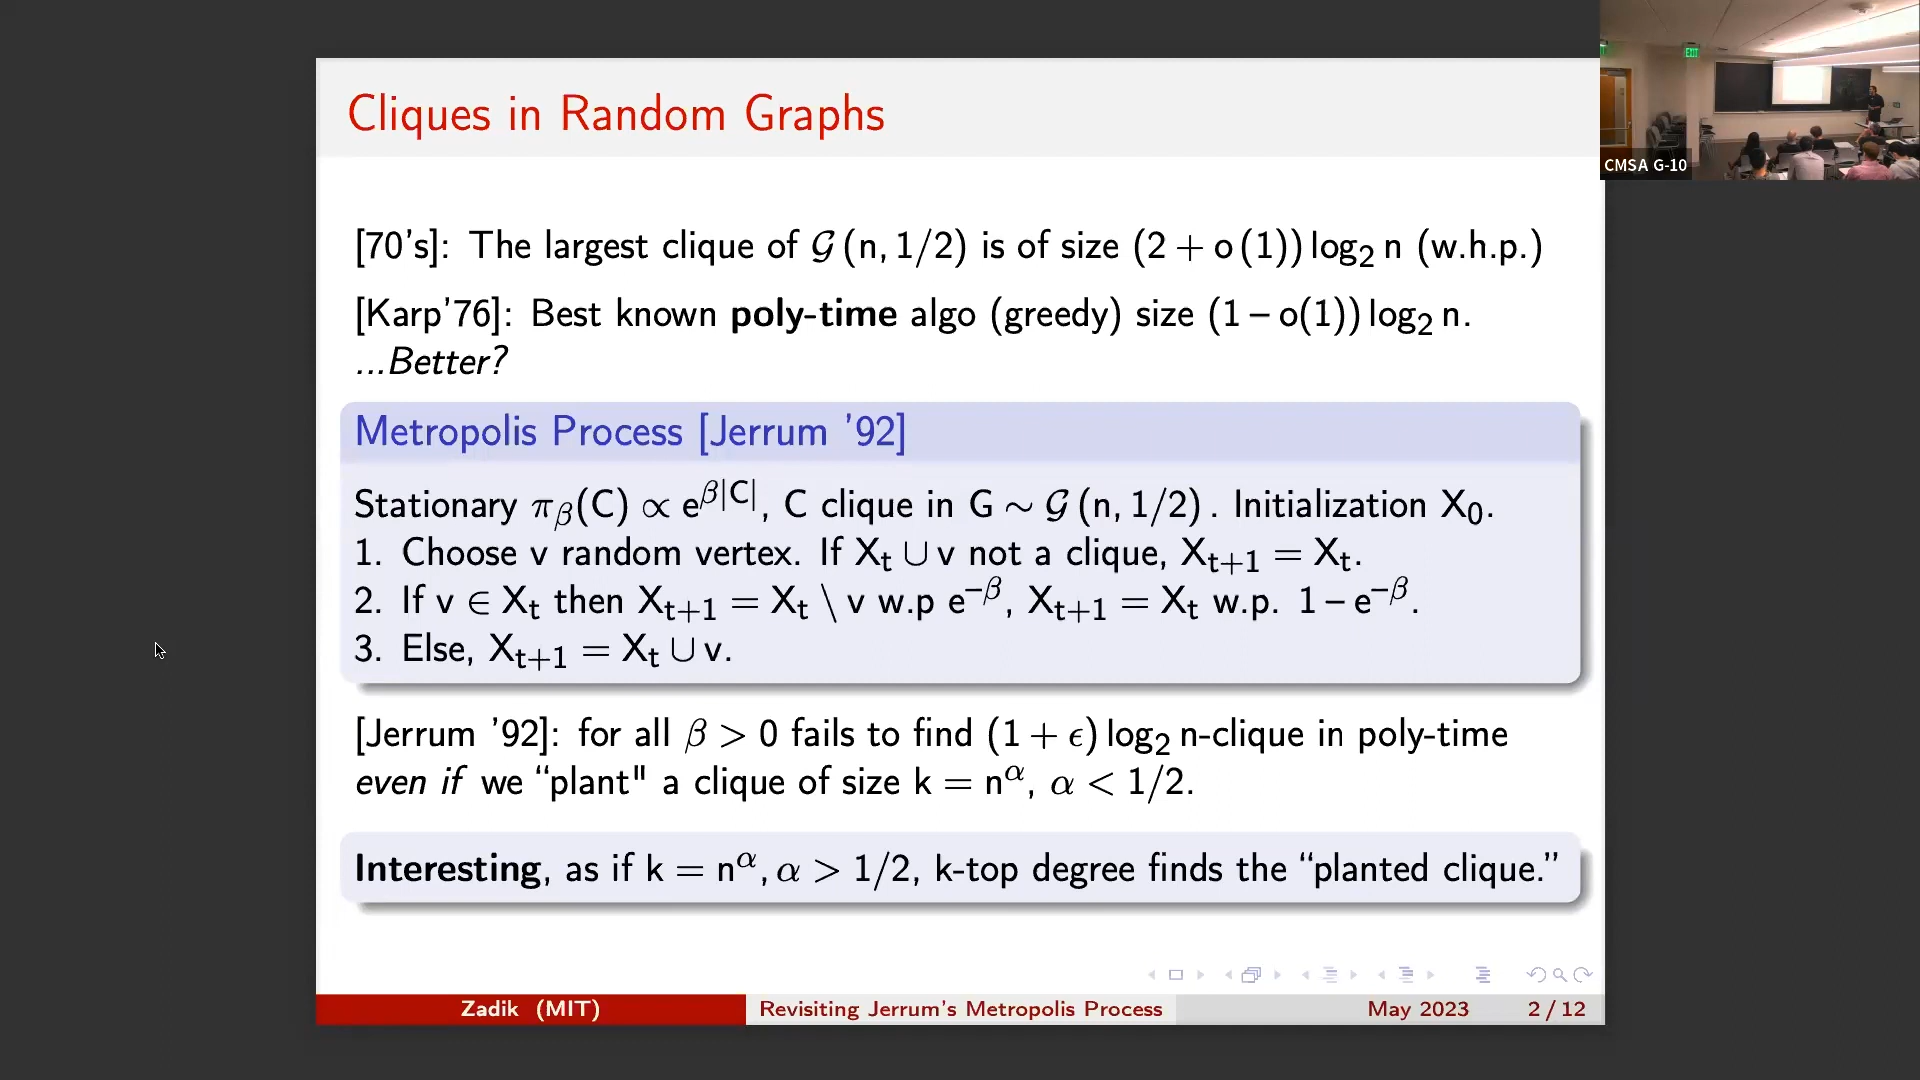 Cliques in Random Graphs
EXIT
CMSA G-10
[70's]: The largest clique of 𝒢(n, 1/2) is of size (2 + o(1)) log₂ n (w.h.p.)
[Karp'76]: Best known poly-time algo (greedy) size (1 – o(1)) log₂ n.
...Better?
Metropolis Process [Jerrum '92]
Stationary π_β(C) ∝ e^{β|C|}, C clique in G ∼ 𝒢(n, 1/2). Initialization X₀.
1. Choose v random vertex. If X_t ∪ v not a clique, X_{t+1} = X_t.
2. If v ∈ X_t then X_{t+1} = X_t \ v w.p e^{–β}, X_{t+1} = X_t w.p. 1 – e^{–β}.
3. Else, X_{t+1} = X_t ∪ v.
[Jerrum '92]: for all β > 0 fails to find (1 + ϵ) log₂ n-clique in poly-time
even if we “plant" a clique of size k = n^α, α < 1/2.
Interesting, as if k = n^α, α > 1/2, k-top degree finds the “planted clique.”
Zadik (MIT)
Revisiting Jerrum's Metropolis Process
May 2023
2 / 12